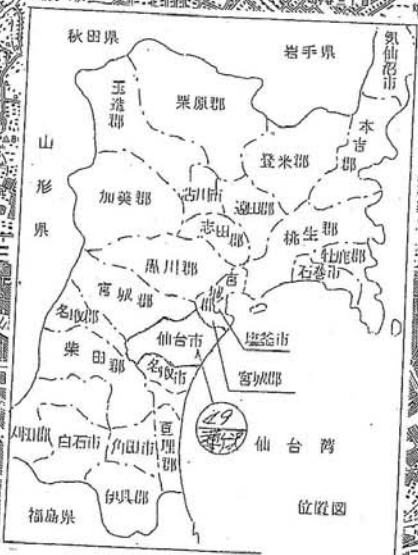 秋田県
岩手県
気仙沼市
玉造郡
栗原郡
本吉郡
山形県
登米郡
加美郡
古川市
遠田郡
志田郡
桃生郡
牡鹿郡
石巻市
黒川郡
宮城郡
宮城郡
塩釜市
名取郡
仙台市
柴田郡
名取市
宮城郡
49
亘理郡
仙台湾
刈田郡
白石市
角田市
伊具郡
福島県
位置図